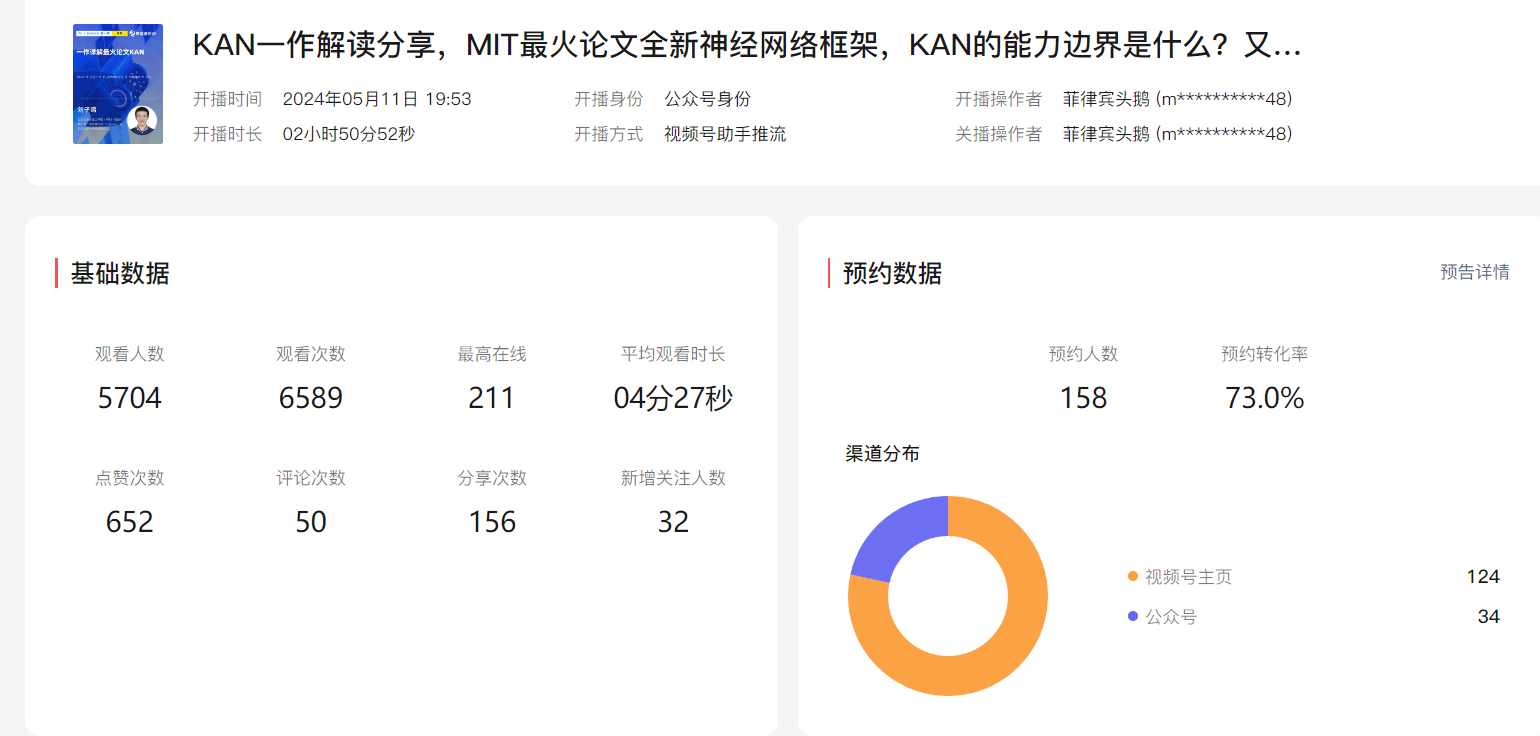 一作详解最火论文KAN
刘子鸣
KAN一作解读分享，MIT最火论文全新神经网络框架，KAN的能力边界是什么？又...
开播时间 2024年05月11日 19:53 开播身份 公众号身份 开播操作者 菲律宾头鹅 (m**********48)
开播时长 02小时50分52秒 开播方式 视频号助手推流 关播操作者 菲律宾头鹅 (m**********48)
基础数据
观看人数 观看次数 最高在线 平均观看时长
5704 6589 211 04分27秒
点赞次数 评论次数 分享次数 新增关注人数
652 50 156 32
预约数据 预告详情
预约人数 预约转化率
158 73.0%
渠道分布
视频号主页 124
公众号 34